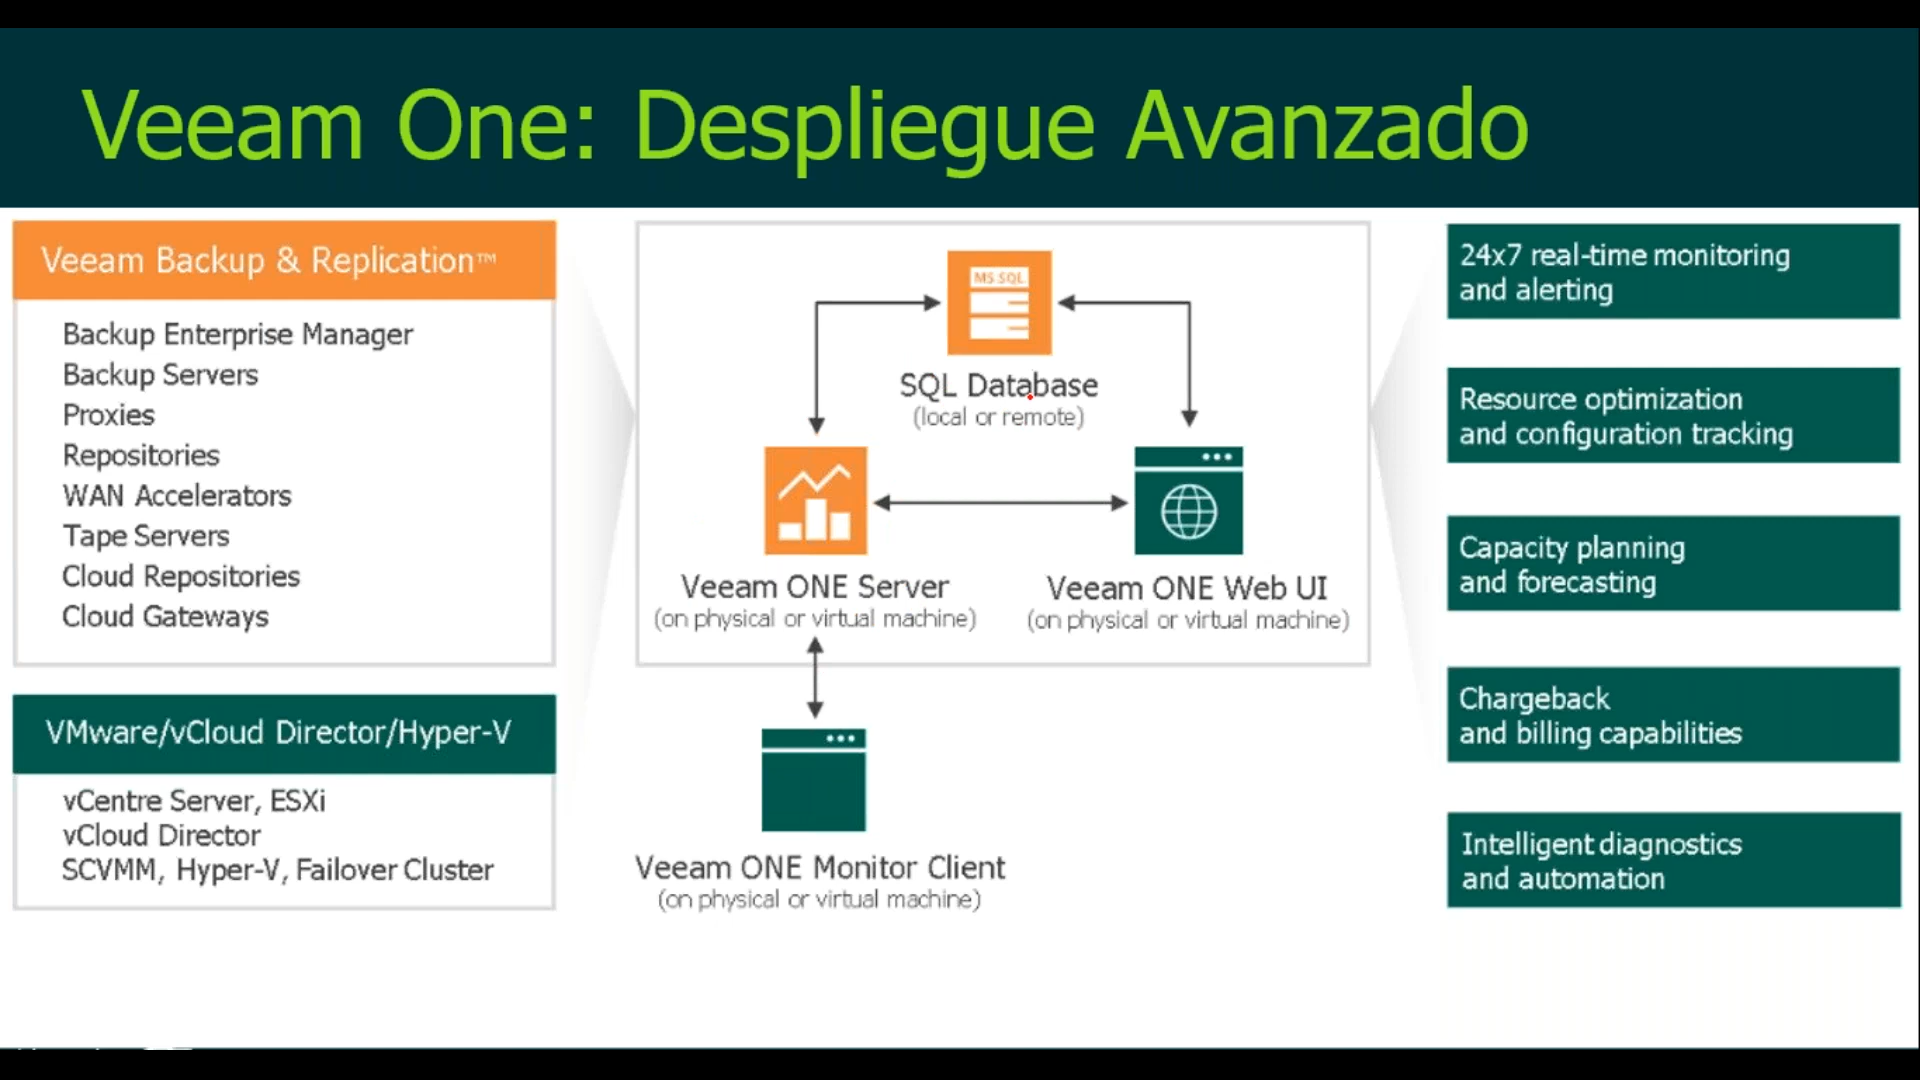 Veeam One: Despliegue Avanzado
Veeam Backup & Replication™
Backup Enterprise Manager
Backup Servers
Proxies
Repositories
WAN Accelerators
Tape Servers
Cloud Repositories
Cloud Gateways
VMware/vCloud Director/Hyper-V
vCentre Server, ESXi
vCloud Director
SCVMM, Hyper-V, Failover Cluster
MS SQL
SQL Database
(local or remote)
Veeam ONE Server
(on physical or virtual machine)
Veeam ONE Web UI
(on physical or virtual machine)
Veeam ONE Monitor Client
(on physical or virtual machine)
24x7 real-time monitoring
and alerting
Resource optimization
and configuration tracking
Capacity planning
and forecasting
Chargeback
and billing capabilities
Intelligent diagnostics
and automation